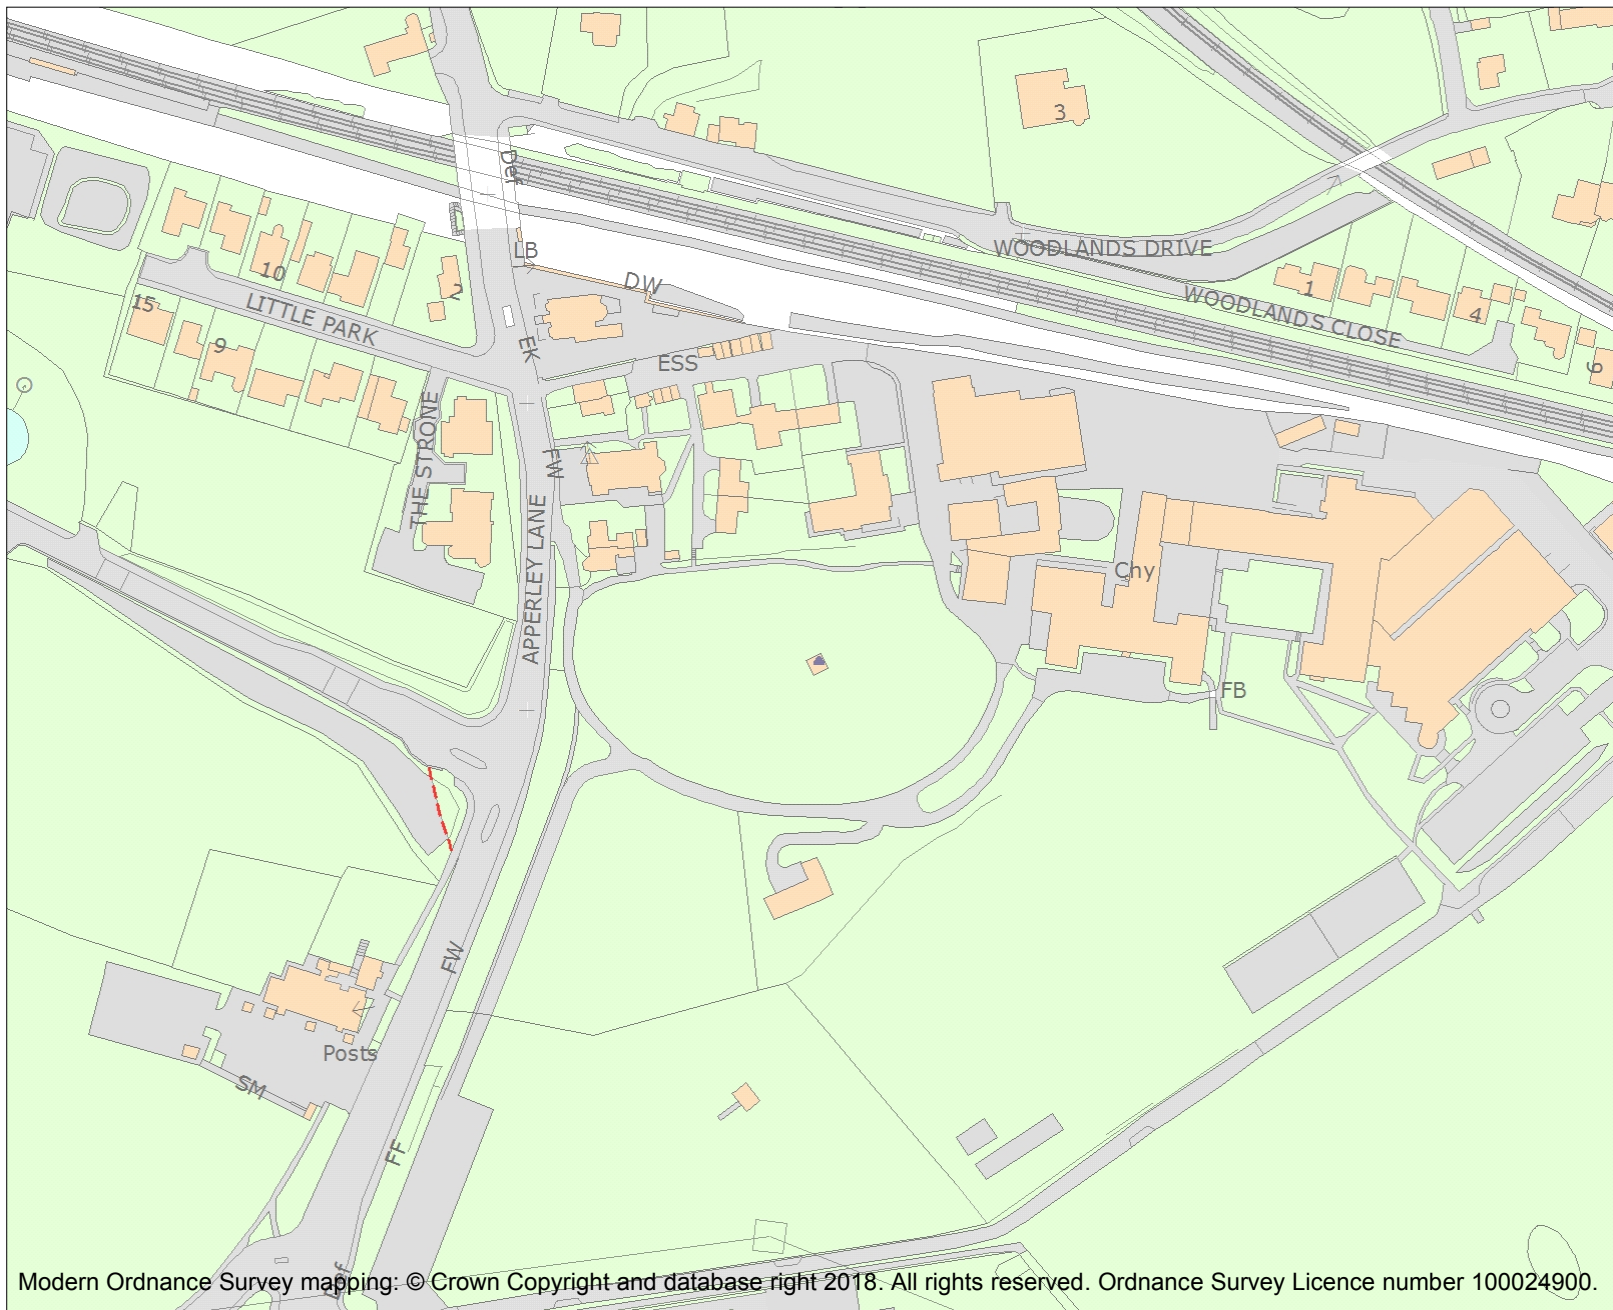 3
Def
LB
DW
WOODLANDS DRIVE
10
2
1
WOODLANDS CLOSE
4
15
LITTLE PARK
9
EK
ESS
9
THE STRONE
FW
APPERLEY LANE
Chy
FB
FW
Posts
SM
FF
Def
Modern Ordnance Survey mapping: © Crown Copyright and database right 2018. All rights reserved. Ordnance Survey Licence number 100024900.